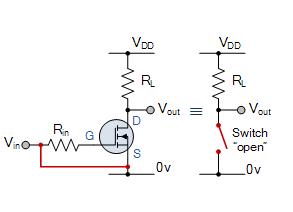 VDD
VDD
RL
RL
D
Vout
≡
Vout
Rin
G
Vin
Switch
"open"
S
0v
0v